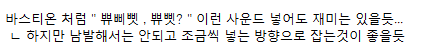 바스티온 처럼 " 쀼삐삣 , 쀼삣? " 이런 사운드 넣어도 재미는 있을듯...
ㄴ 하지만 남발해서는 안되고 조금씩 넣는 방향으로 잡는것이 좋을듯